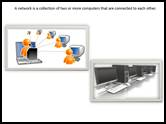 A network is a collection of two or more computers that are connected to each other.